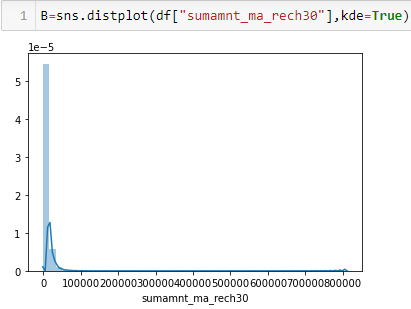 1 B=sns.distplot(df["sumamnt_ma_rech30"],kde=True)
1e−5
5
4
3
2
1
0
0 100000200000300000400000500000600000700000800000
sumamnt_ma_rech30